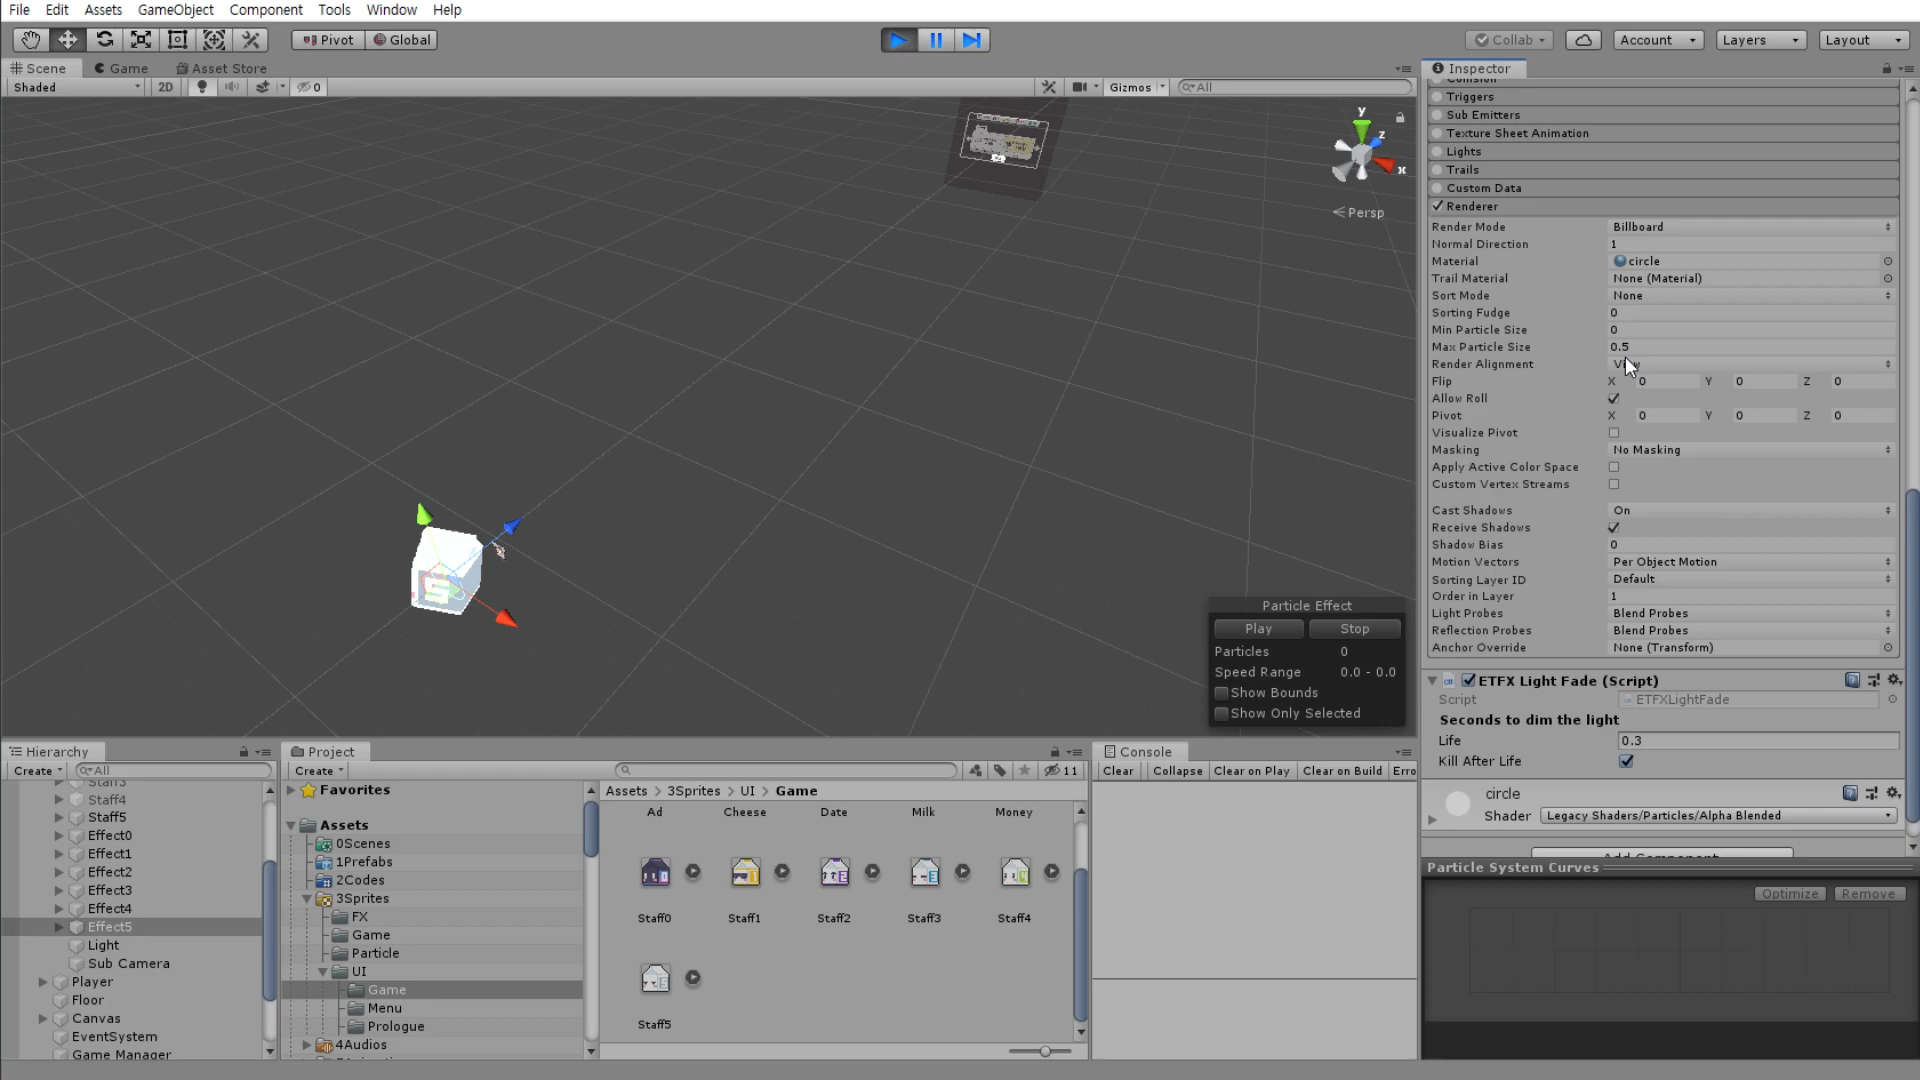 File Edit Assets GameObject Component Tools Window Help
Pivot Global Collab Account Layers Layout
Scene Game Asset Store
Shaded 2D 0 Gizmos All
y
z
x
Persp
Particle Effect
Play Stop
Particles 0
Speed Range 0.0 - 0.0
Show Bounds
Show Only Selected
Inspector
Collision
Triggers
Sub Emitters
Texture Sheet Animation
Lights
Trails
Custom Data
Renderer
Render Mode Billboard
Normal Direction 1
Material circle
Trail Material None (Material)
Sort Mode None
Sorting Fudge 0
Min Particle Size 0
Max Particle Size 0.5
Render Alignment View
Flip X 0 Y 0 Z 0
Allow Roll
Pivot X 0 Y 0 Z 0
Visualize Pivot
Masking No Masking
Apply Active Color Space
Custom Vertex Streams
Cast Shadows On
Receive Shadows
Shadow Bias 0
Motion Vectors Per Object Motion
Sorting Layer ID Default
Order in Layer 1
Light Probes Blend Probes
Reflection Probes Blend Probes
Anchor Override None (Transform)
ETFX Light Fade (Script)
Script ETFXLightFade
Seconds to dim the light
Life 0.3
Kill After Life
circle
Shader Legacy Shaders/Particles/Alpha Blended
Add Component
Particle System Curves
Optimize Remove
Hierarchy
Create All
Staff3
Staff4
Staff5
Effect0
Effect1
Effect2
Effect3
Effect4
Effect5
Light
Sub Camera
Player
Floor
Canvas
EventSystem
Game Manager
Project
Create 11
Favorites
Assets
0Scenes
1Prefabs
2Codes
3Sprites
FX
Game
Particle
UI
Game
Menu
Prologue
4Audios
Assets > 3Sprites > UI > Game
Ad Cheese Date Milk Money
Staff0 Staff1 Staff2 Staff3 Staff4
Staff5
Console
Clear Collapse Clear on Play Clear on Build Erro